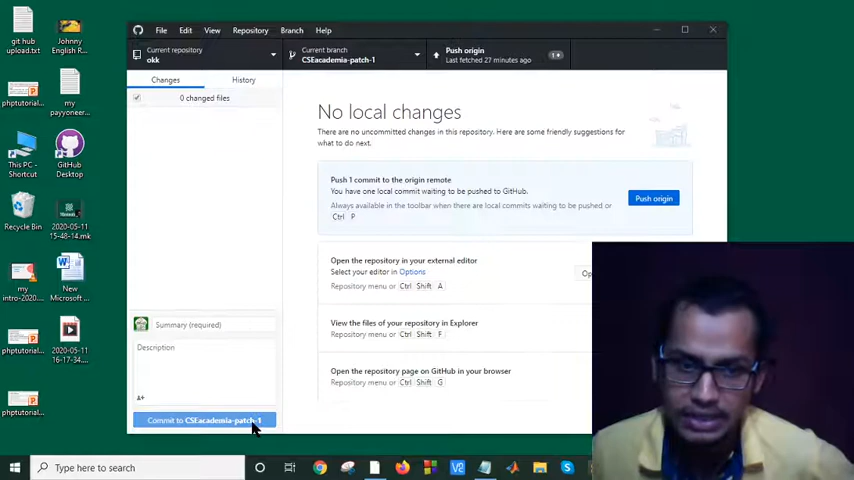 git hub
upload.txt
Johnny
English R...
phptutorial...
my
payyoneer...
This PC -
Shortcut
GitHub
Desktop
Recycle Bin
2020-05-11
15-48-14.mk
my
intro-2020...
New
Microsoft ...
phptutorial...
2020-05-11
16-17-34....
phptutorial...
File Edit View Repository Branch Help
Current repository
okk
Current branch
CSEacademia-patch-1
Push origin
Last fetched 27 minutes ago
1
Changes
History
0 changed files
No local changes
There are no uncommitted changes in this repository. Here are some friendly suggestions for
what to do next.
Push 1 commit to the origin remote
You have one local commit waiting to be pushed to GitHub.
Always available in the toolbar when there are local commits waiting to be pushed or
Ctrl P
Push origin
Open the repository in your external editor
Select your editor in Options
Repository menu or Ctrl Shift A
Op
View the files of your repository in Explorer
Repository menu or Ctrl Shift F
Open the repository page on GitHub in your browser
Repository menu or Ctrl Shift G
Summary (required)
Description
Commit to CSEacademia-patch-1
Type here to search